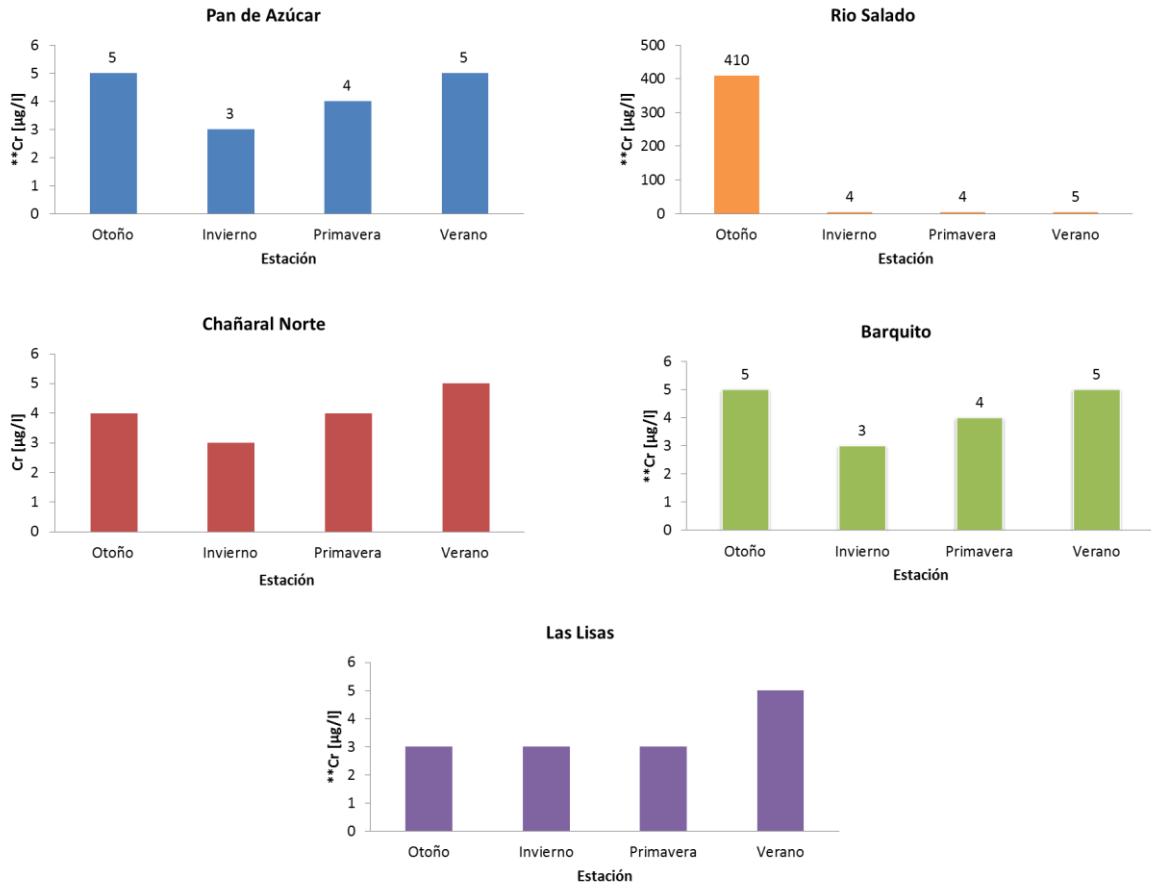 Pan de Azúcar
**Cr [µg/l]
6
5
4
3
2
1
0
5
3
4
5
Otoño Invierno Primavera Verano
Estación
Rio Salado
**Cr [µg/l]
500
400
300
200
100
0
410
4
4
5
Otoño Invierno Primavera Verano
Estación
Chañaral Norte
Cr [µg/l]
6
5
4
3
2
1
0
Otoño Invierno Primavera Verano
Estación
Barquito
**Cr [µg/l]
6
5
4
3
2
1
0
5
3
4
5
Otoño Invierno Primavera Verano
Estación
Las Lisas
**Cr [µg/l]
6
5
4
3
2
1
0
Otoño Invierno Primavera Verano
Estación